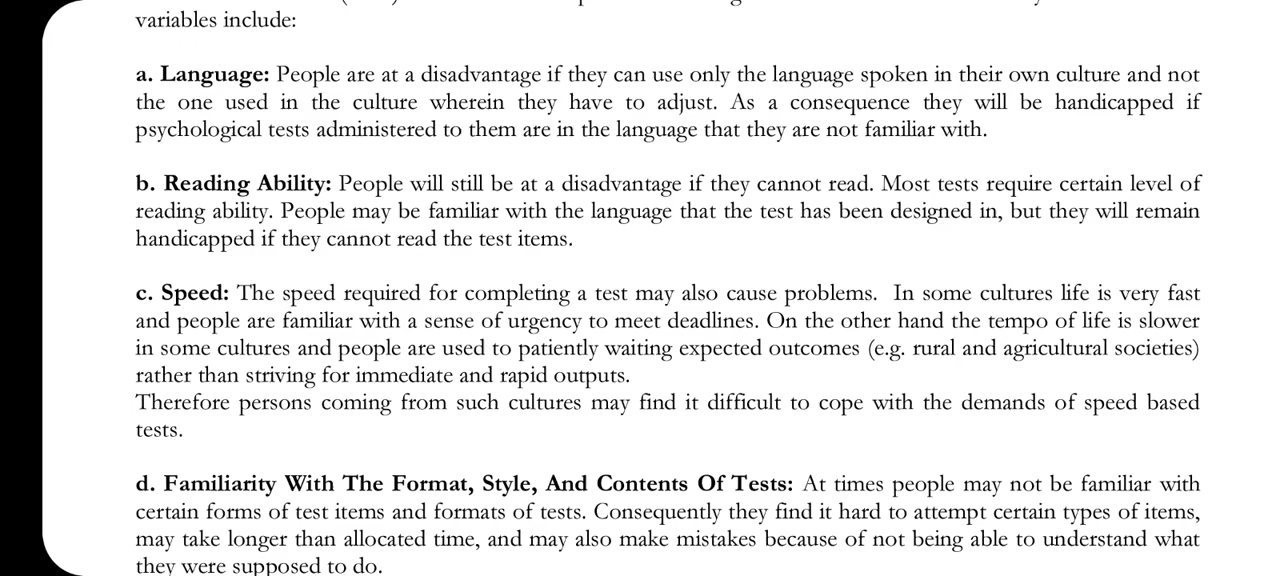 variables include:
a. Language: People are at a disadvantage if they can use only the language spoken in their own culture and not
the one used in the culture wherein they have to adjust. As a consequence they will be handicapped if
psychological tests administered to them are in the language that they are not familiar with.
b. Reading Ability: People will still be at a disadvantage if they cannot read. Most tests require certain level of
reading ability. People may be familiar with the language that the test has been designed in, but they will remain
handicapped if they cannot read the test items.
c. Speed: The speed required for completing a test may also cause problems.  In some cultures life is very fast
and people are familiar with a sense of urgency to meet deadlines. On the other hand the tempo of life is slower
in some cultures and people are used to patiently waiting expected outcomes (e.g. rural and agricultural societies)
rather than striving for immediate and rapid outputs.
Therefore persons coming from such cultures may find it difficult to cope with the demands of speed based
tests.
d. Familiarity With The Format, Style, And Contents Of Tests: At times people may not be familiar with
certain forms of test items and formats of tests. Consequently they find it hard to attempt certain types of items,
may take longer than allocated time, and may also make mistakes because of not being able to understand what
they were supposed to do.